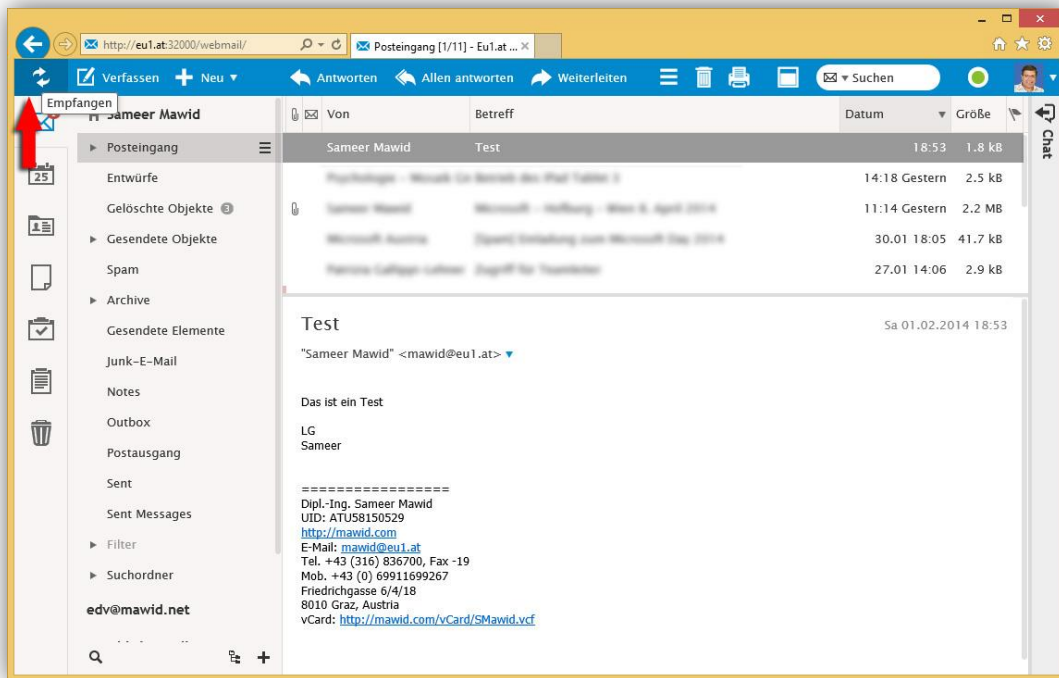 http://eu1.at:32000/webmail/
Posteingang [1/11] - Eu1.at ...
Verfassen Neu Antworten Allen antworten Weiterleiten Suchen
Empfangen
Sameer Mawid
Von Betreff Datum Größe
Chat
Posteingang
Sameer Mawid Test 18:53 1.8 kB
25
Entwürfe
14:18 Gestern 2.5 kB
Gelöschte Objekte 3
11:14 Gestern 2.2 MB
Gesendete Objekte
30.01 18:05 41.7 kB
Spam
27.01 14:06 2.9 kB
Archive
Gesendete Elemente
Junk-E-Mail
Notes
Outbox
Postausgang
Sent
Sent Messages
Filter
Suchordner
edv@mawid.net
Test
Sa 01.02.2014 18:53
"Sameer Mawid" <mawid@eu1.at>
Das ist ein Test
LG
Sameer
=================
Dipl.-Ing. Sameer Mawid
UID: ATU58150529
http://mawid.com
E-Mail: mawid@eu1.at
Tel. +43 (316) 836700, Fax -19
Mob. +43 (0) 69911699267
Friedrichgasse 6/4/18
8010 Graz, Austria
vCard: http://mawid.com/vCard/SMawid.vcf